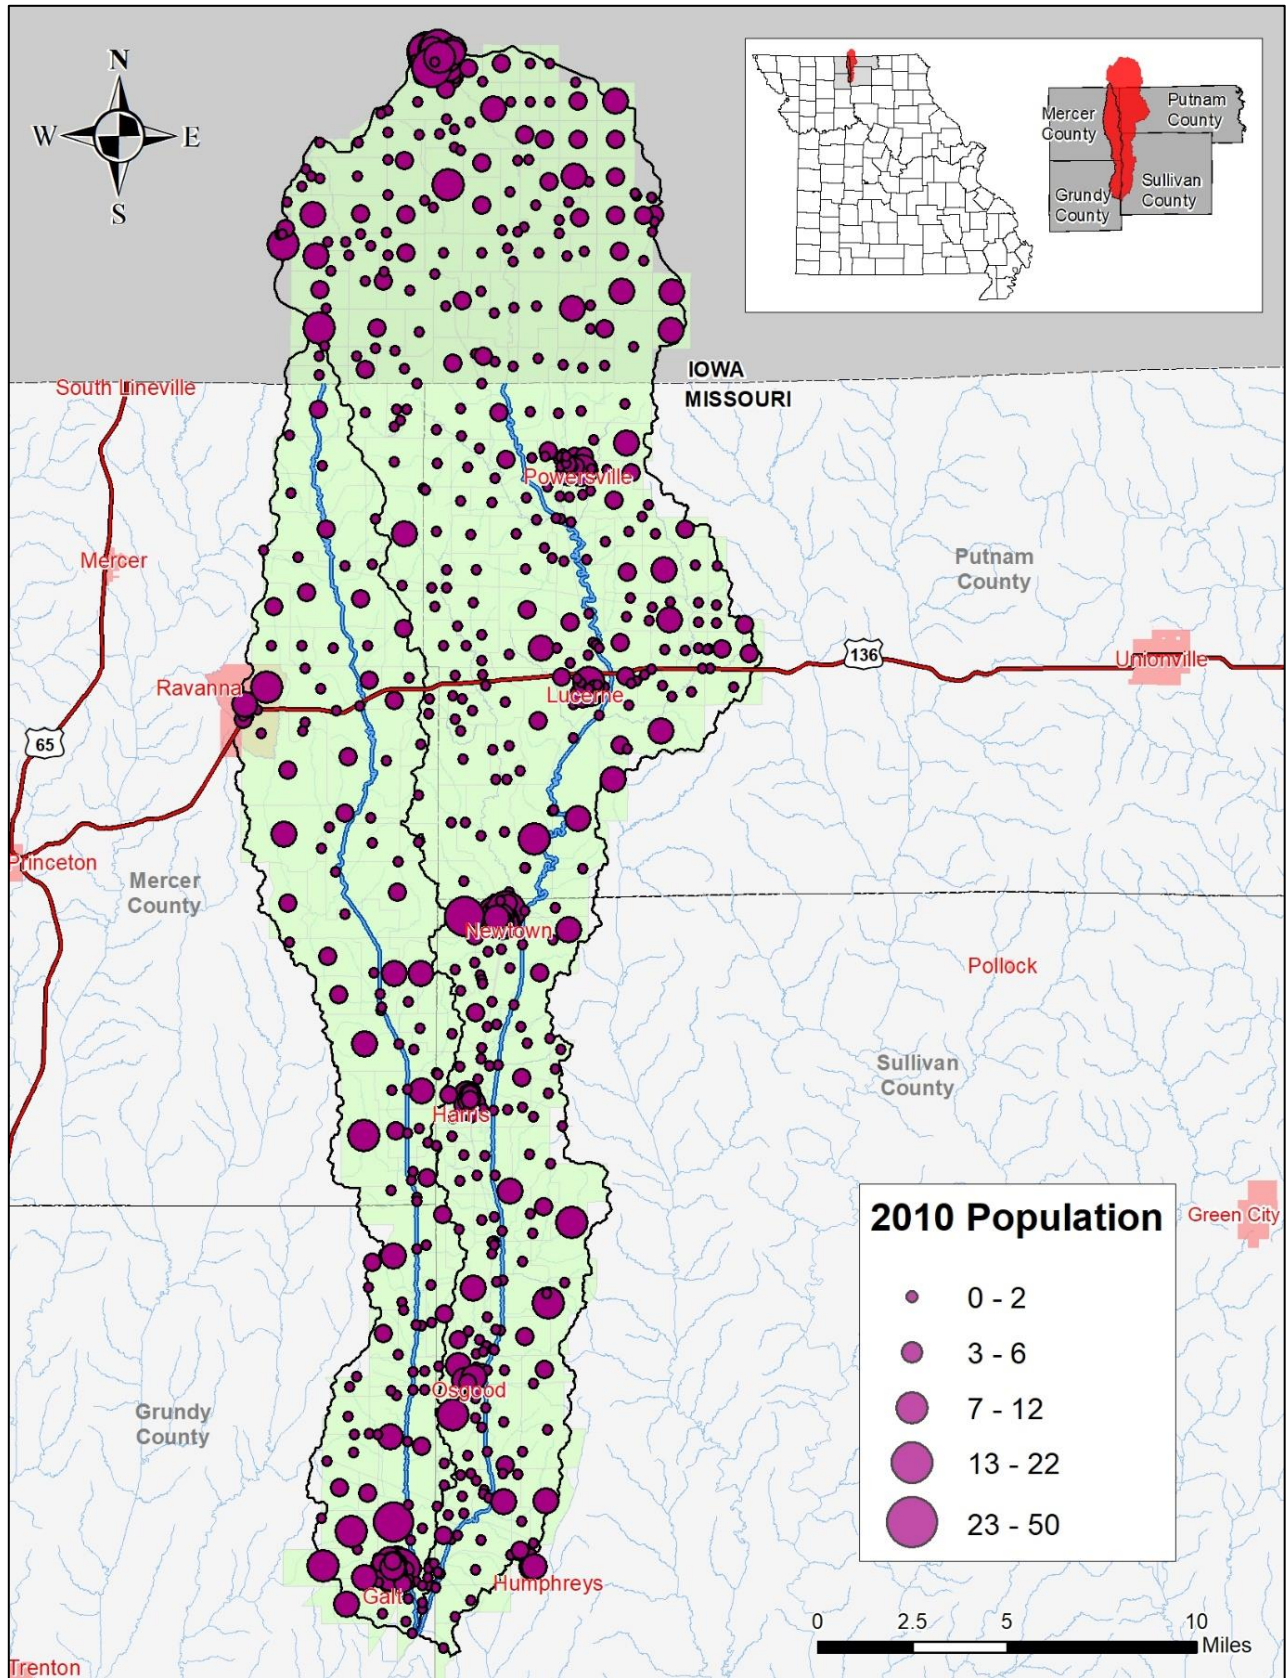 N
W E
S
Mercer
County
Putnam
County
Grundy
County
Sullivan
County
IOWA
MISSOURI
South Lineville
Powersville
Mercer
Putnam
County
136
Unionville
Ravanna
Lucerne
65
Princeton
Mercer
County
Newtown
Pollock
Sullivan
County
Harris
2010 Population
0 - 2
3 - 6
7 - 12
13 - 22
23 - 50
Green City
Osgood
Grundy
County
Galt
Humphreys
0 2.5 5 10
Miles
Trenton